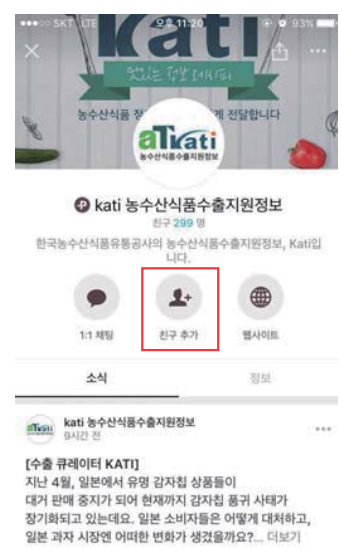 SKT LTE 오후 11:20 93%
kati
맛있는 정보 레시피
농수산식품 정 게 전달합니다
aTkati
농수산식품수출지원정보
kati 농수산식품수출지원정보
친구 299 명
한국농수산식품유통공사의 농수산식품수출지원정보, Kati입
니다.
1:1 채팅 친구 추가 웹사이트
소식 정보
aTkati
kati 농수산식품수출지원정보
9시간 전
[수출 큐레이터 KATI]
지난 4월, 일본에서 유명 감자칩 상품들이
대거 판매 중지가 되어 현재까지 감자칩 품귀 사태가
장기화되고 있는데요. 일본 소비자들은 어떻게 대처하고,
일본 과자 시장엔 어떠한 변화가 생겼을까요?... 더보기